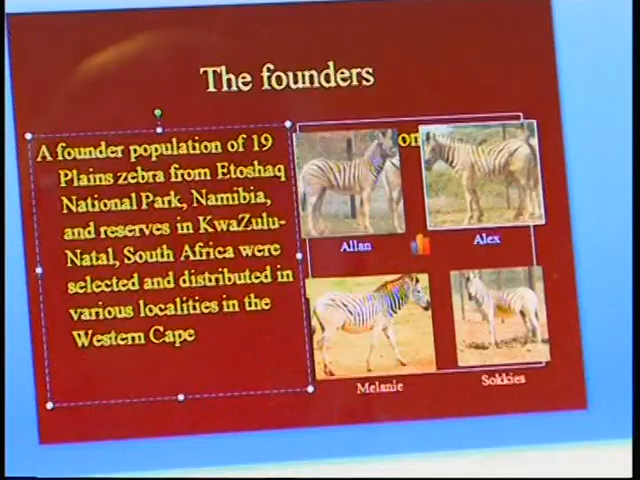 The founders
A founder population of 19
Plains zebra from Etoshaq
National Park, Namibia,
and reserves in KwaZulu-
Natal, South Africa were
selected and distributed in
various localities in the
Western Cape
on
Allan
Alex
Melanie
Sokkies